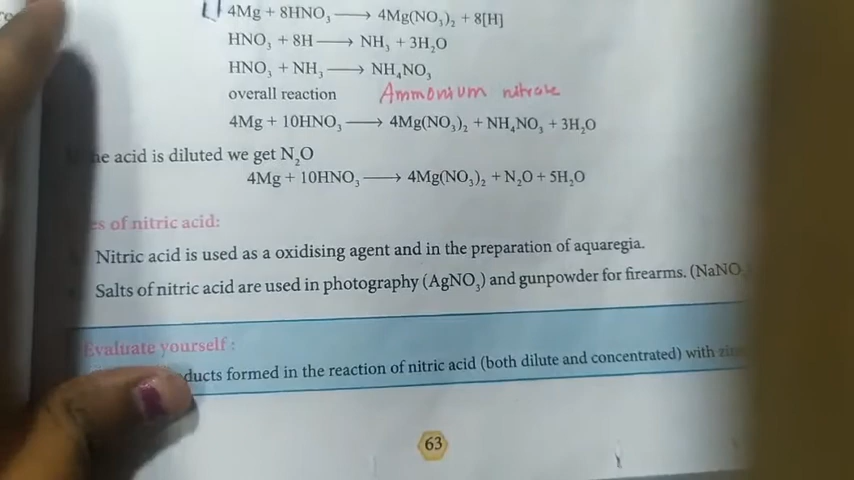 4Mg + 8HNO₃ ⟶ 4Mg(NO₃)₂ + 8[H]
HNO₃ + 8H ⟶ NH₃ + 3H₂O
HNO₃ + NH₃ ⟶ NH₄NO₃
overall reaction Ammonium nitrate
4Mg + 10HNO₃ ⟶ 4Mg(NO₃)₂ + NH₄NO₃ + 3H₂O
he acid is diluted we get N₂O
4Mg + 10HNO₃ ⟶ 4Mg(NO₃)₂ + N₂O + 5H₂O
es of nitric acid:
Nitric acid is used as a oxidising agent and in the preparation of aquaregia.
Salts of nitric acid are used in photography (AgNO₃) and gunpowder for firearms. (NaNO₃
Evaluate yourself :
ducts formed in the reaction of nitric acid (both dilute and concentrated) with
63